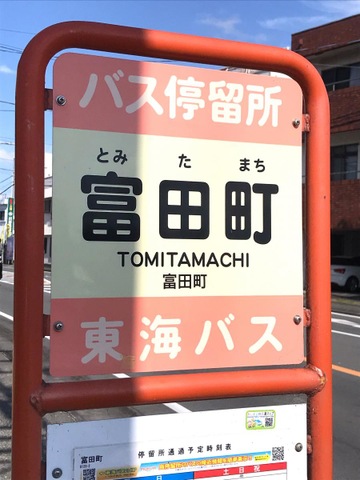 バス停留所
とみ た まち
富田町
TOMITAMACHI
富田町
東海バス
停留所通過予定時刻表
富田町
日
土日祝